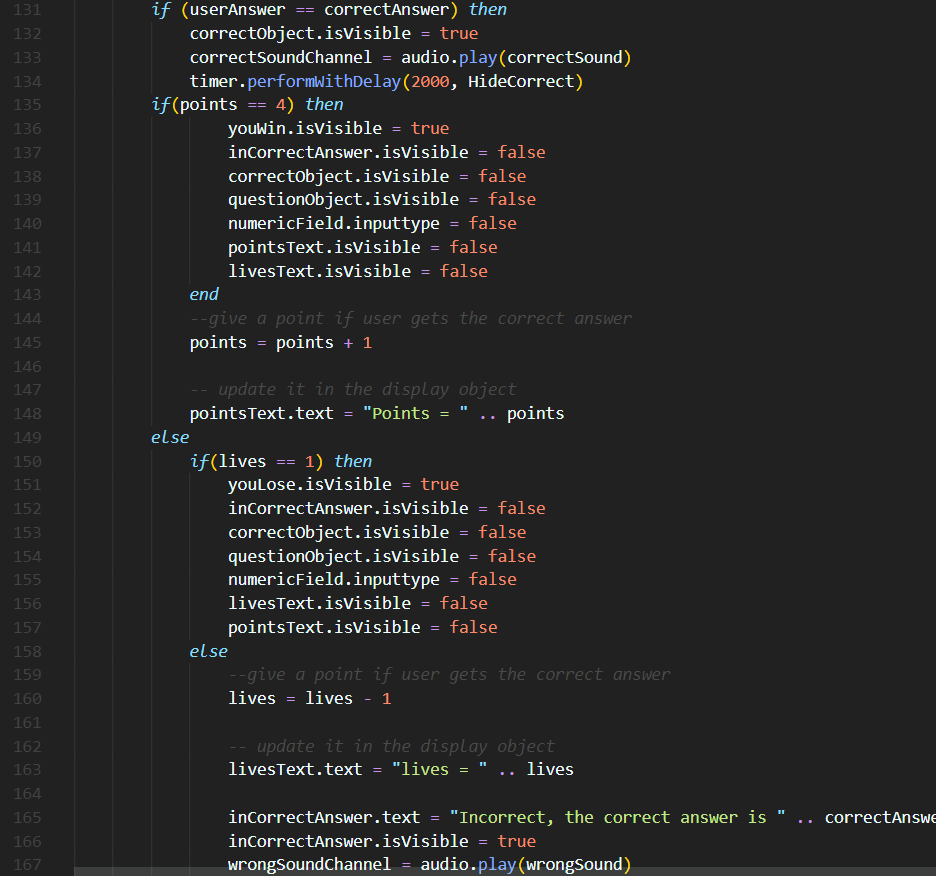 131 if (userAnswer == correctAnswer) then
132 correctObject.isVisible = true
133 correctSoundChannel = audio.play(correctSound)
134 timer.performWithDelay(2000, HideCorrect)
135 if(points == 4) then
136 youWin.isVisible = true
137 inCorrectAnswer.isVisible = false
138 correctObject.isVisible = false
139 questionObject.isVisible = false
140 numericField.inputtype = false
141 pointsText.isVisible = false
142 livesText.isVisible = false
143 end
144 --give a point if user gets the correct answer
145 points = points + 1
146
147 -- update it in the display object
148 pointsText.text = "Points = " .. points
149 else
150 if(lives == 1) then
151 youLose.isVisible = true
152 inCorrectAnswer.isVisible = false
153 correctObject.isVisible = false
154 questionObject.isVisible = false
155 numericField.inputtype = false
156 livesText.isVisible = false
157 pointsText.isVisible = false
158 else
159 --give a point if user gets the correct answer
160 lives = lives - 1
161
162 -- update it in the display object
163 livesText.text = "lives = " .. lives
164
165 inCorrectAnswer.text = "Incorrect, the correct answer is " .. correctAnswe
166 inCorrectAnswer.isVisible = true
167 wrongSoundChannel = audio.play(wrongSound)